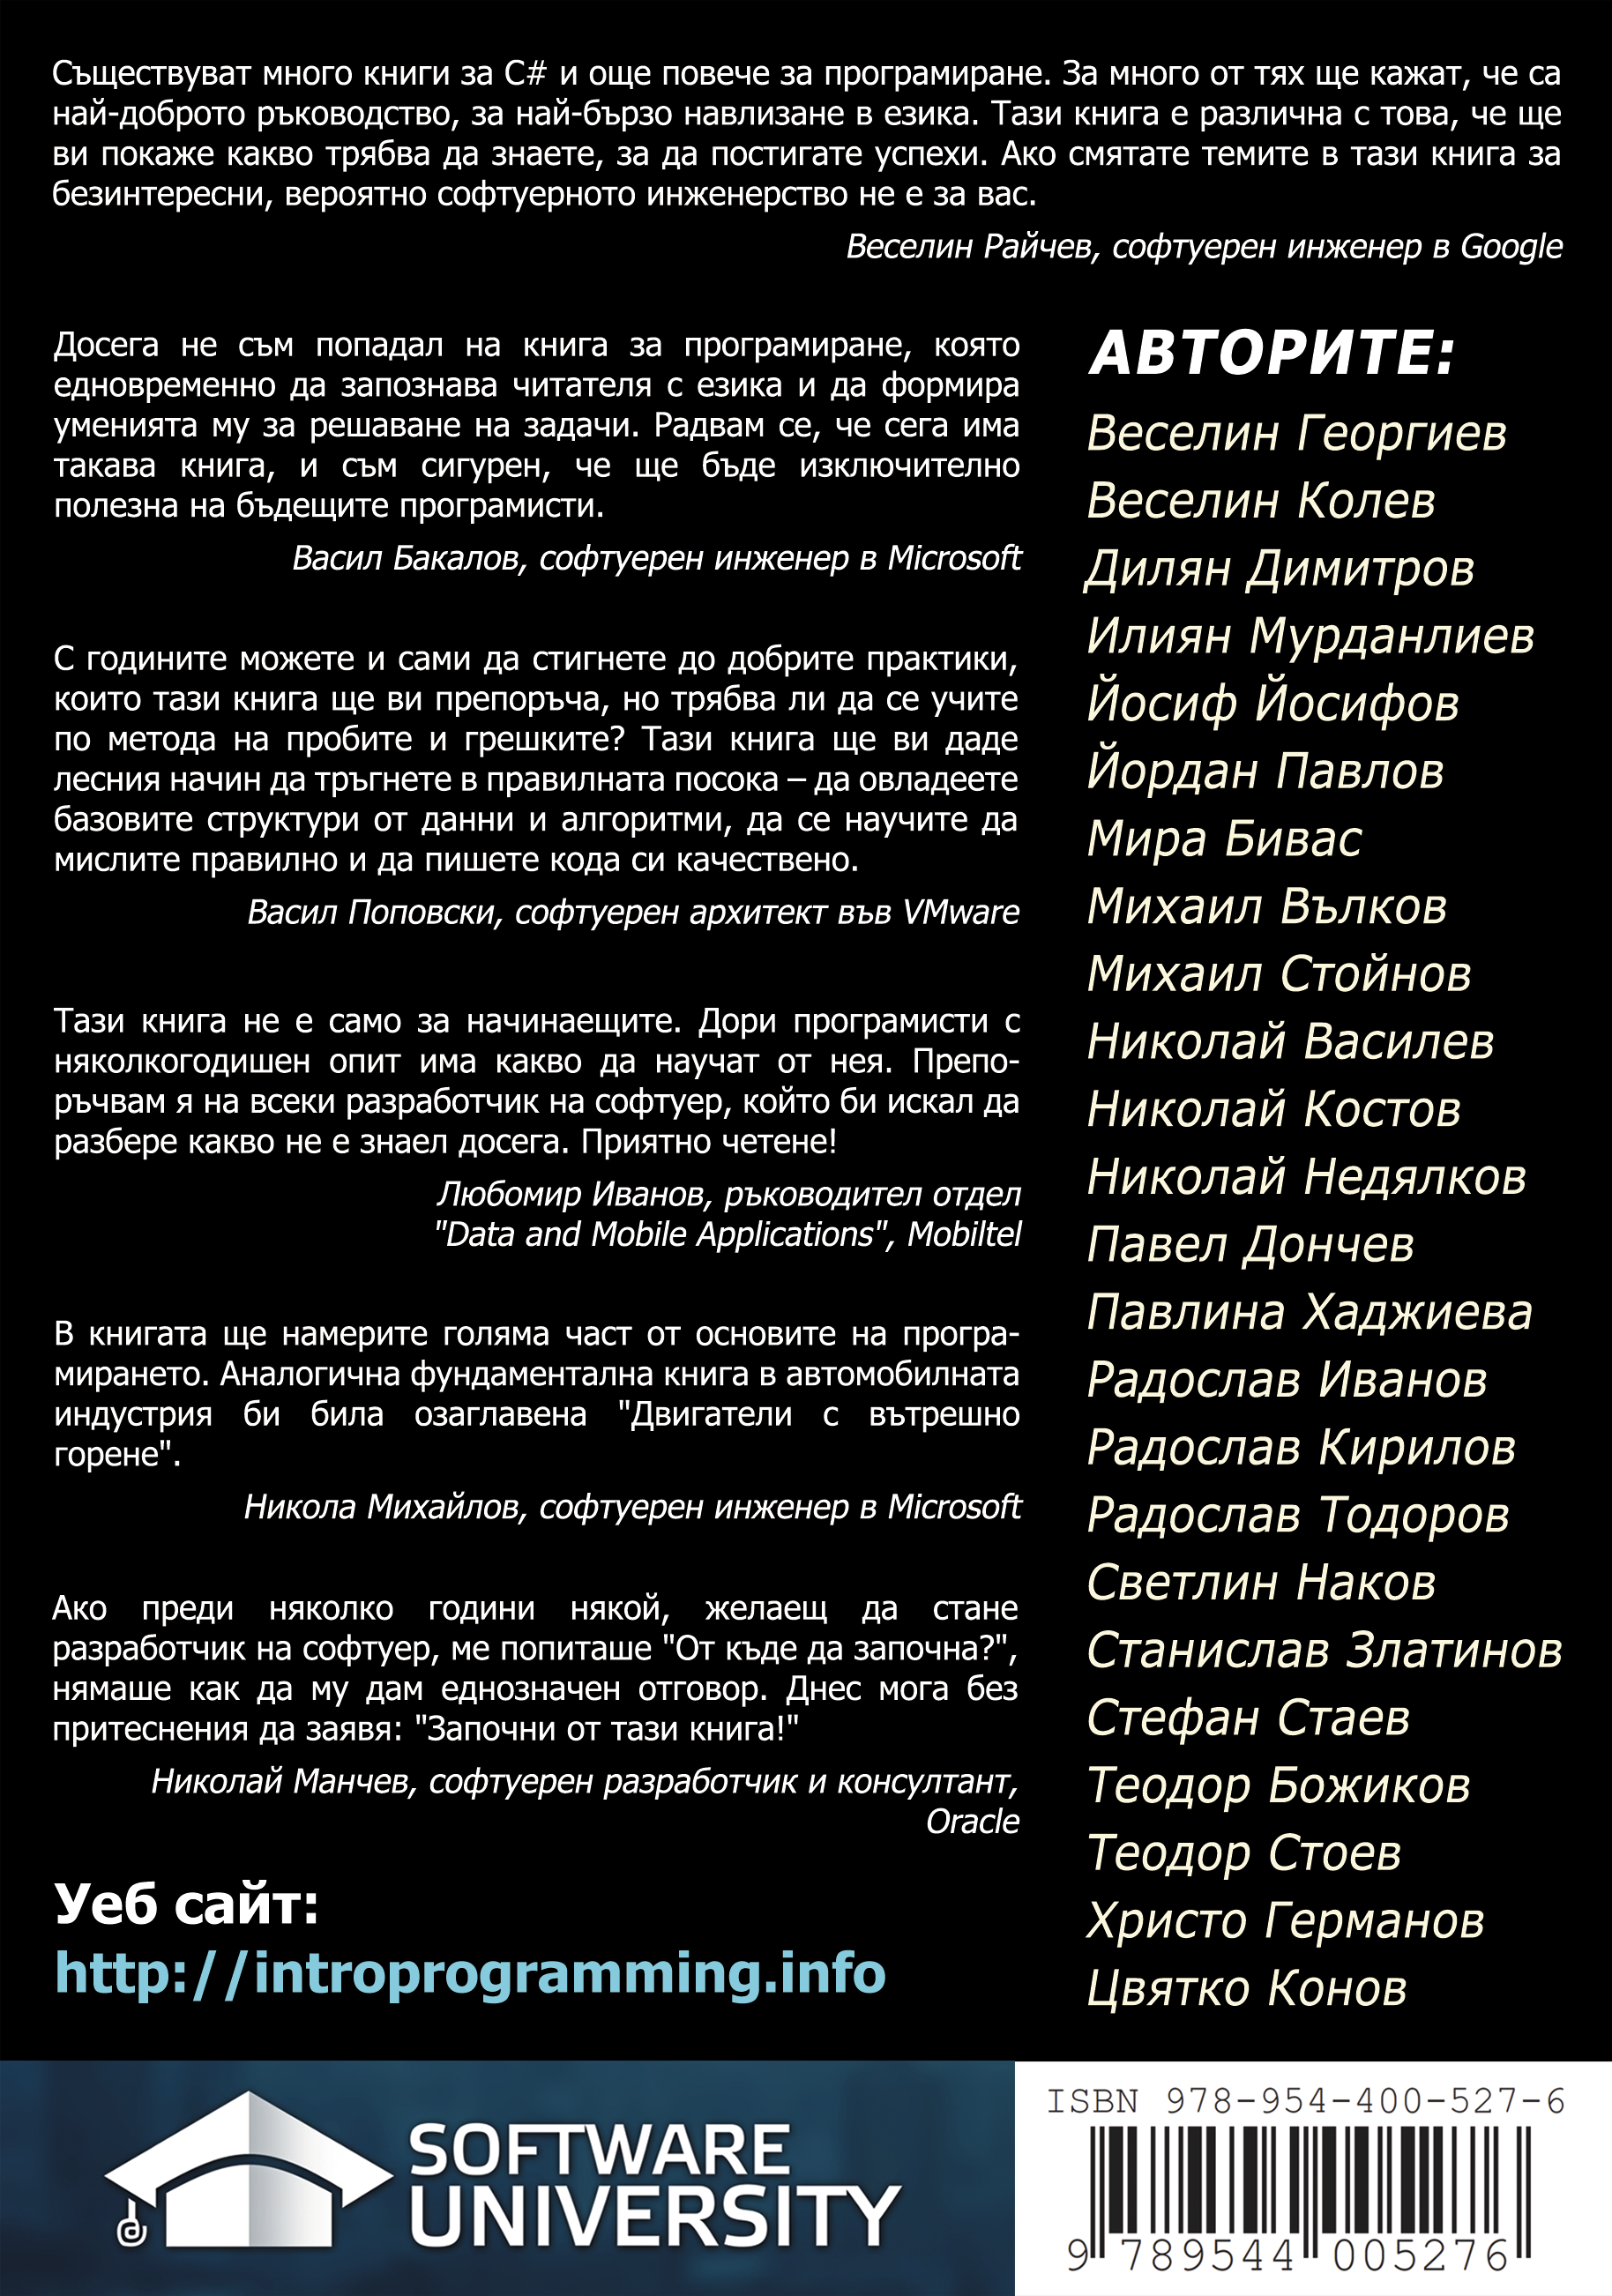 Съществуват много книги за C# и още повече за програмиране. За много от тях ще кажат, че са
най-доброто ръководство, за най-бързо навлизане в езика. Тази книга е различна с това, че ще
ви покаже какво трябва да знаете, за да постигате успехи. Ако смятате темите в тази книга за
безинтересни, вероятно софтуерното инженерство не е за вас.
Веселин Райчев, софтуерен инженер в Google
Досега не съм попадал на книга за програмиране, която
едновременно да запознава читателя с езика и да формира
уменията му за решаване на задачи. Радвам се, че сега има
такава книга, и съм сигурен, че ще бъде изключително
полезна на бъдещите програмисти.
Васил Бакалов, софтуерен инженер в Microsoft
С годините можете и сами да стигнете до добрите практики,
които тази книга ще ви препоръча, но трябва ли да се учите
по метода на пробите и грешките? Тази книга ще ви даде
лесния начин да тръгнете в правилната посока – да овладеете
базовите структури от данни и алгоритми, да се научите да
мислите правилно и да пишете кода си качествено.
Васил Поповски, софтуерен архитект във VMware
Тази книга не е само за начинаещите. Дори програмисти с
няколкогодишен опит има какво да научат от нея. Препо-
ръчвам я на всеки разработчик на софтуер, който би искал да
разбере какво не е знаел досега. Приятно четене!
Любомир Иванов, ръководител отдел
"Data and Mobile Applications", Mobiltel
В книгата ще намерите голяма част от основите на програ-
мирането. Аналогична фундаментална книга в автомобилната
индустрия би била озаглавена "Двигатели с вътрешно
горене".
Никола Михайлов, софтуерен инженер в Microsoft
Ако преди няколко години някой, желаещ да стане
разработчик на софтуер, ме попиташе "От къде да започна?",
нямаше как да му дам еднозначен отговор. Днес мога без
притеснения да заявя: "Започни от тази книга!"
Николай Манчев, софтуерен разработчик и консултант,
Oracle
Уеб сайт:
http://introprogramming.info
АВТОРИТЕ:
Веселин Георгиев
Веселин Колев
Дилян Димитров
Илиян Мурданлиев
Йосиф Йосифов
Йордан Павлов
Мира Бивас
Михаил Вълков
Михаил Стойнов
Николай Василев
Николай Костов
Николай Недялков
Павел Дончев
Павлина Хаджиева
Радослав Иванов
Радослав Кирилов
Радослав Тодоров
Светлин Наков
Станислав Златинов
Стефан Стаев
Теодор Божиков
Теодор Стоев
Христо Германов
Цвятко Конов
SOFTWARE
UNIVERSITY
ISBN 978-954-400-527-6
9 789544 005276